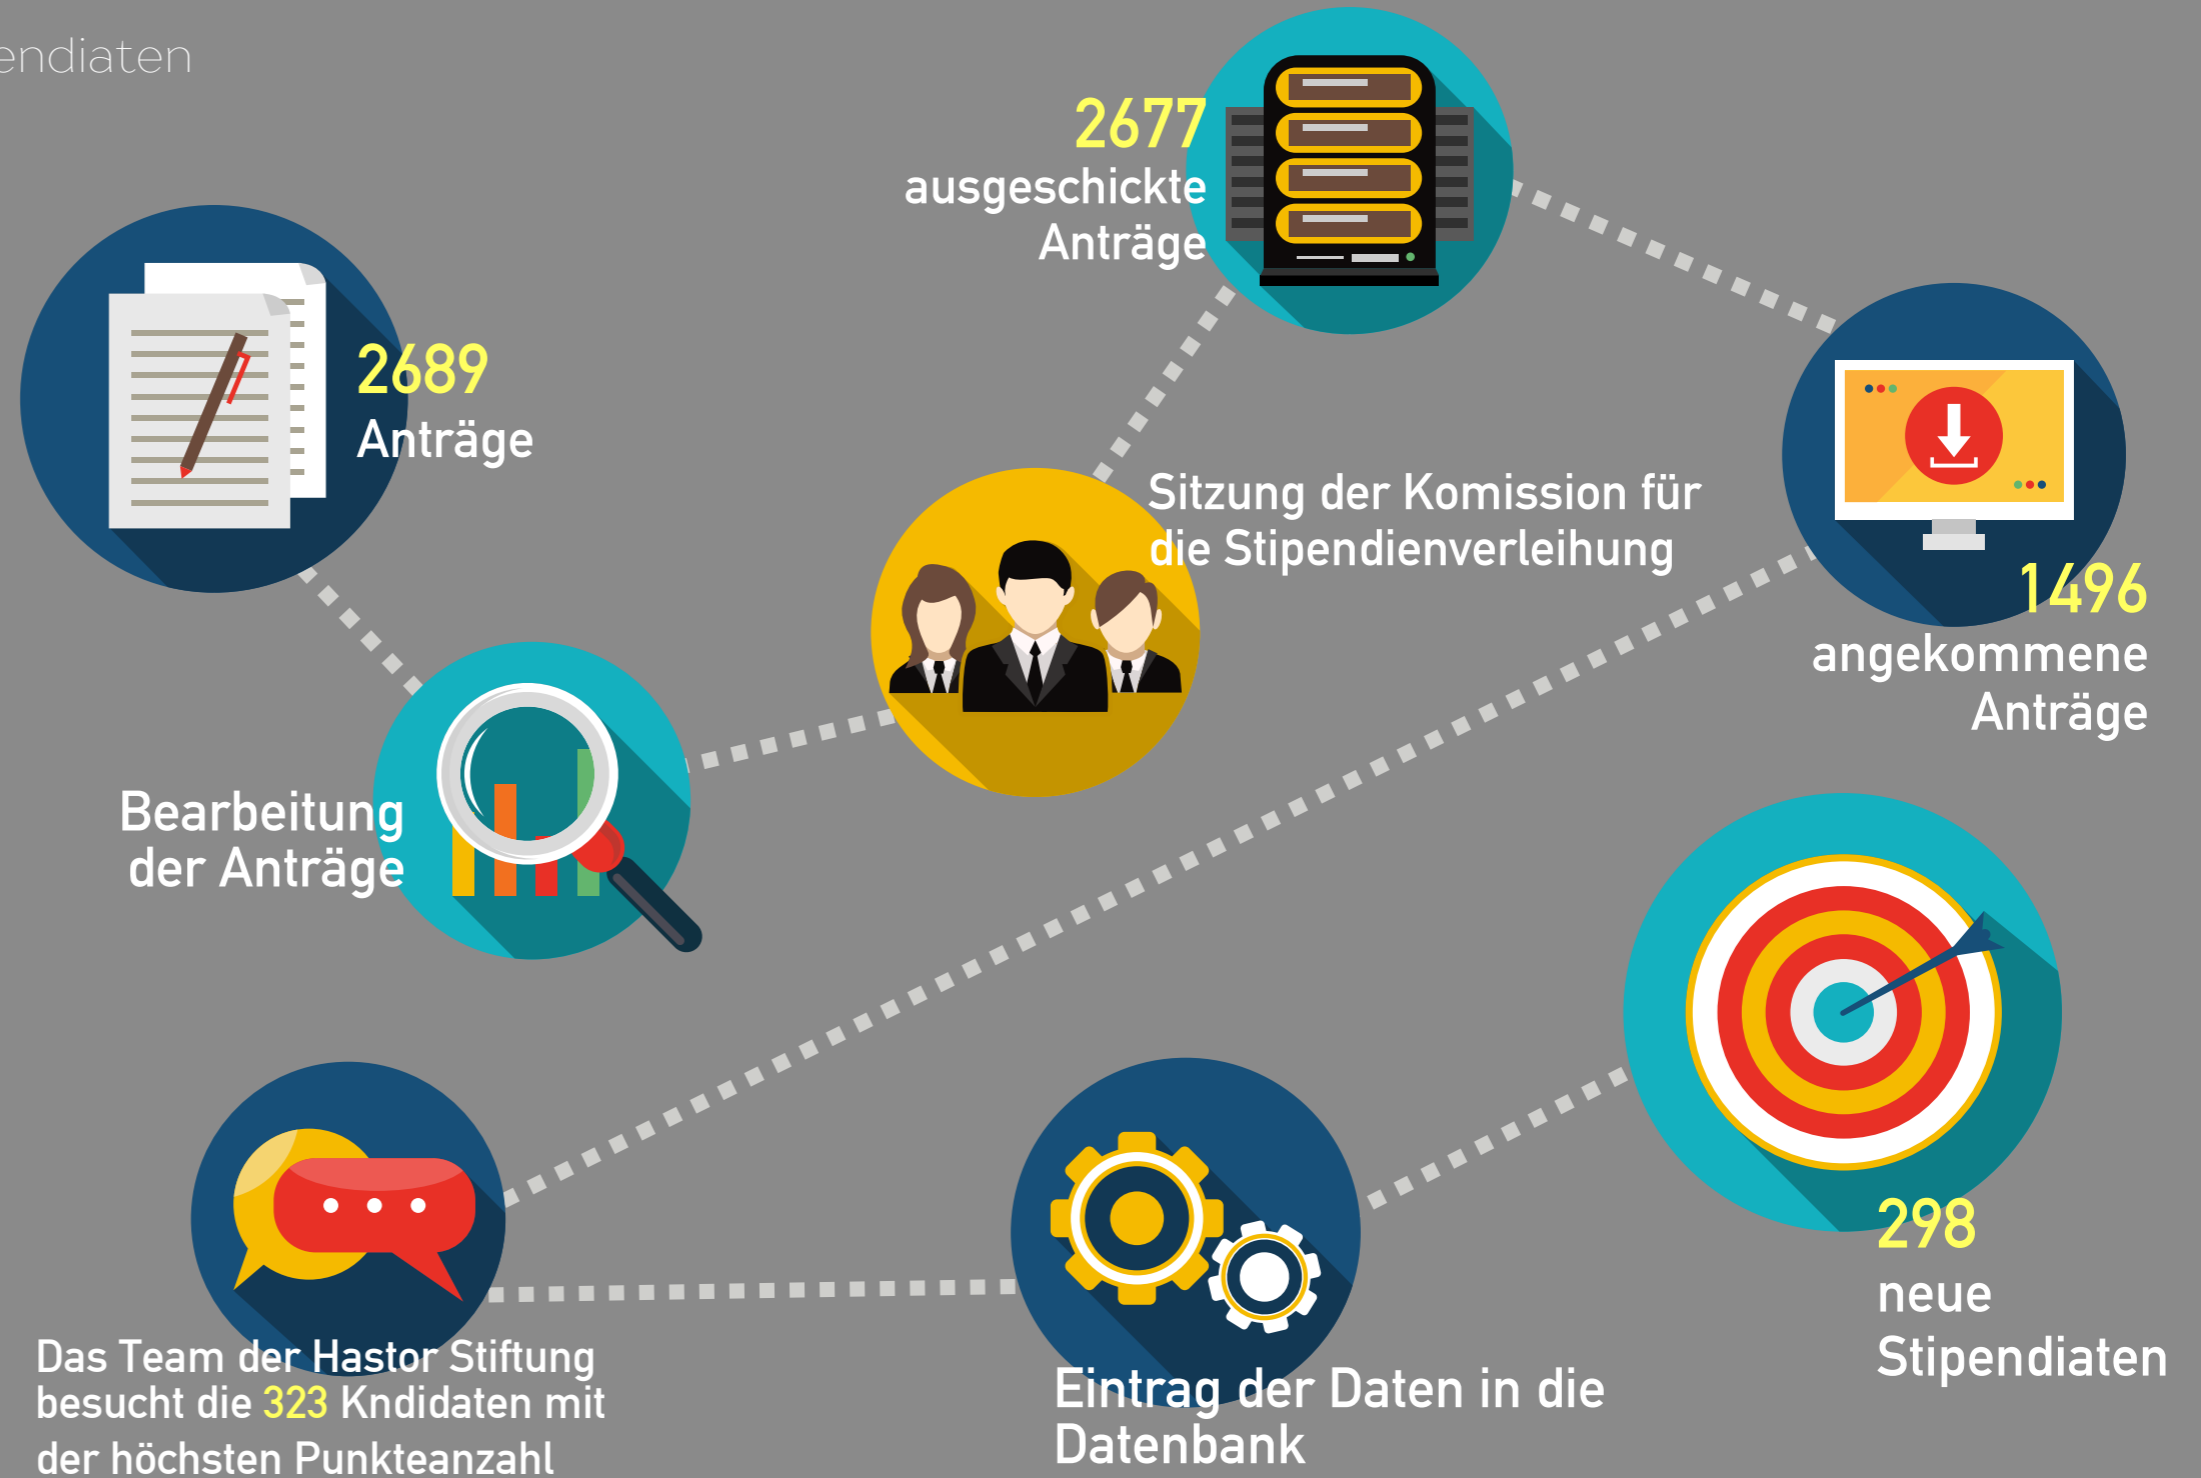 endiaten
2677
ausgeschickte
Anträge
2689
Anträge
Sitzung der Komission für
die Stipendienverleihung
1496
angekommene
Anträge
Bearbeitung
der Anträge
298
neue
Stipendiaten
Das Team der Hastor Stiftung
besucht die 323 Kndidaten mit
der höchsten Punkteanzahl
Eintrag der Daten in die
Datenbank